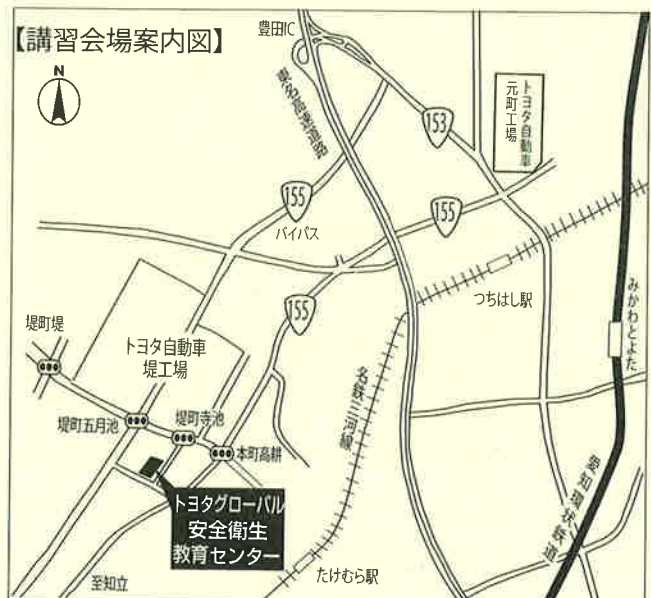 【講習会場案内図】
N
豊田IC
東名高速道路
153
トヨタ自動車
元町工場
155
バイパス
155
つちはし駅
155
みかわとよた
堤町堤
トヨタ自動車
堤工場
名鉄三河線
堤町五月池
堤町寺池
本町高耕
愛知環状鉄道
トヨタグローバル
安全衛生
教育センター
たけむら駅
至知立